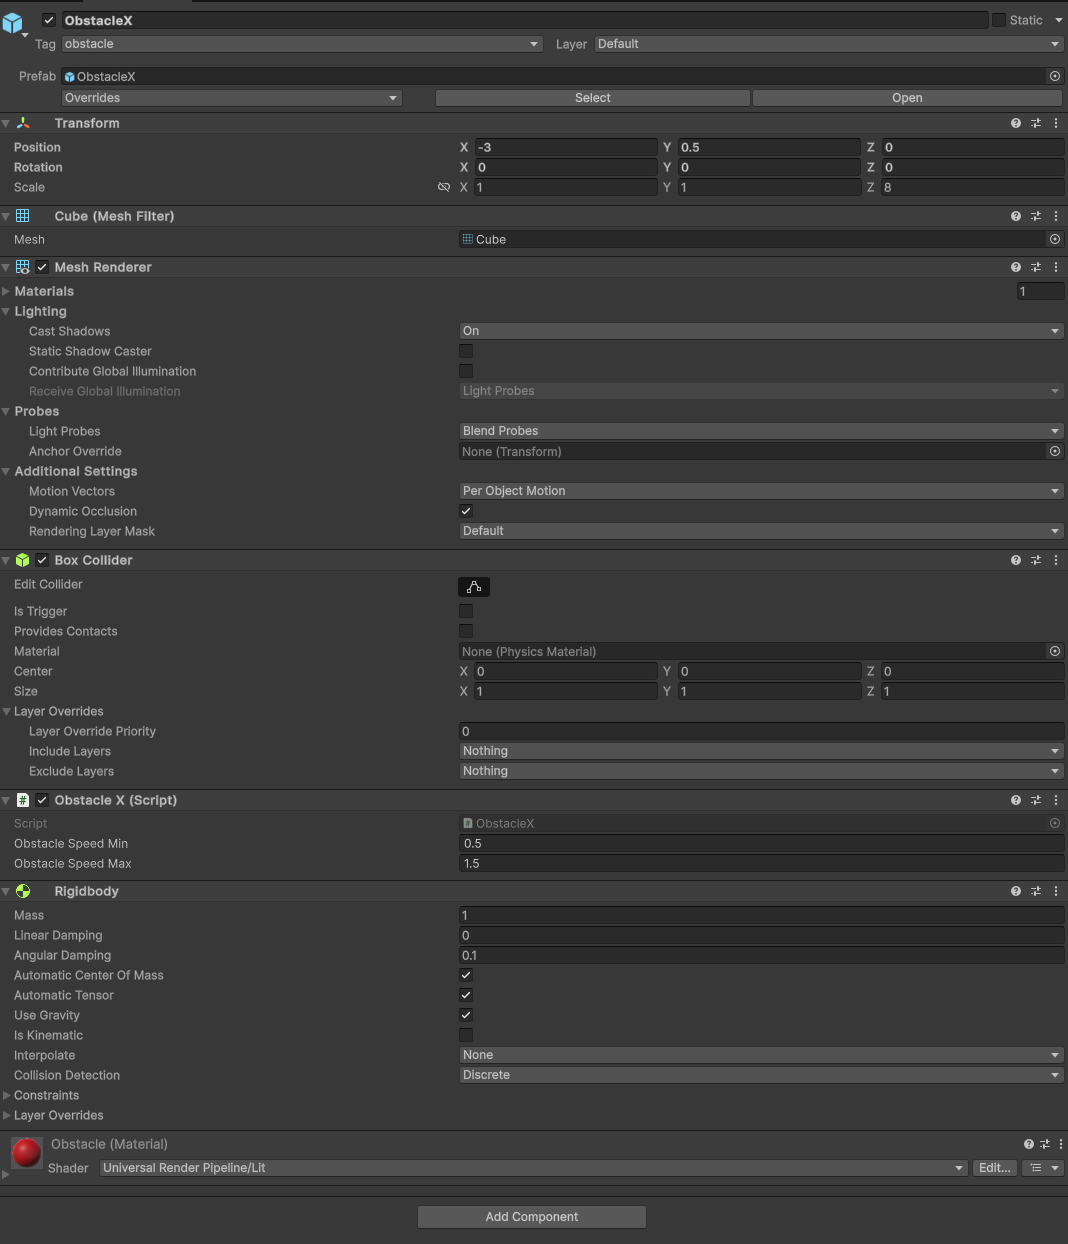 ObstacleX Static
Tag obstacle Layer Default
Prefab ObstacleX
Overrides Select Open
Transform
Position X -3 Y 0.5 Z 0
Rotation X 0 Y 0 Z 0
Scale X 1 Y 1 Z 8
Cube (Mesh Filter)
Mesh Cube
Mesh Renderer
Materials 1
Lighting
Cast Shadows On
Static Shadow Caster
Contribute Global Illumination
Receive Global Illumination Light Probes
Probes
Light Probes Blend Probes
Anchor Override None (Transform)
Additional Settings
Motion Vectors Per Object Motion
Dynamic Occlusion
Rendering Layer Mask Default
Box Collider
Edit Collider
Is Trigger
Provides Contacts
Material None (Physics Material)
Center X 0 Y 0 Z 0
Size X 1 Y 1 Z 1
Layer Overrides
Layer Override Priority 0
Include Layers Nothing
Exclude Layers Nothing
# Obstacle X (Script)
Script # ObstacleX
Obstacle Speed Min 0.5
Obstacle Speed Max 1.5
Rigidbody
Mass 1
Linear Damping 0
Angular Damping 0.1
Automatic Center Of Mass
Automatic Tensor
Use Gravity
Is Kinematic
Interpolate None
Collision Detection Discrete
Constraints
Layer Overrides
Obstacle (Material)
Shader Universal Render Pipeline/Lit Edit...
Add Component